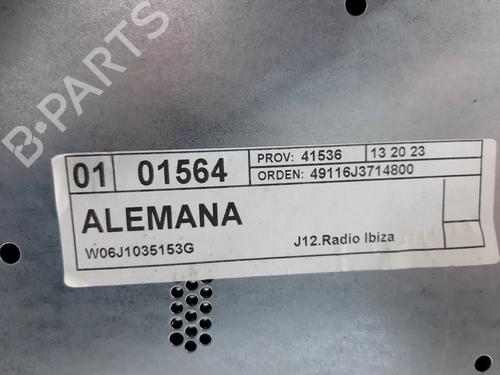 B-PARTS
01 01564 PROV: 41536 13 20 23
ORDEN: 49116J3714800
ALEMANA
W06J1035153G J12.Radio Ibiza